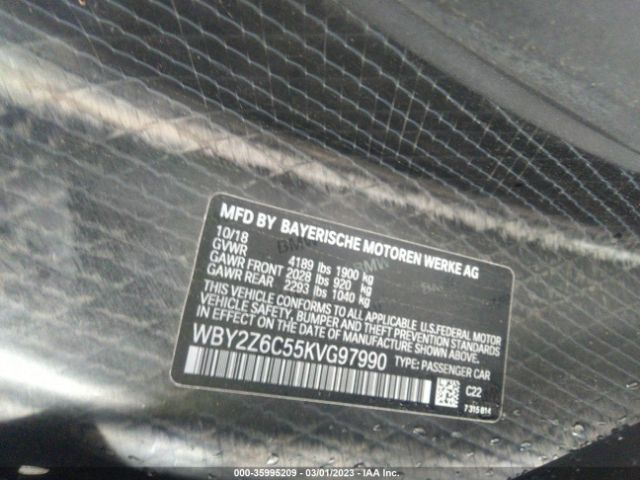 MFD BY BAYERISCHE MOTOREN WERKE AG
10/18
GVWR 4189 lbs 1900 kg
GAWR FRONT 2028 lbs 920 kg
GAWR REAR 2293 lbs 1040 kg
THIS VEHICLE CONFORMS TO ALL APPLICABLE U.S.FEDERAL MOTOR
VEHICLE SAFETY, BUMPER AND THEFT PREVENTION STANDARDS
IN EFFECT ON THE DATE OF MANUFACTURE SHOWN ABOVE.
WBY2Z6C55KVG97990 TYPE: PASSENGER CAR
C22
7 315 814
000-35995209 - 03/01/2023 - IAA Inc.